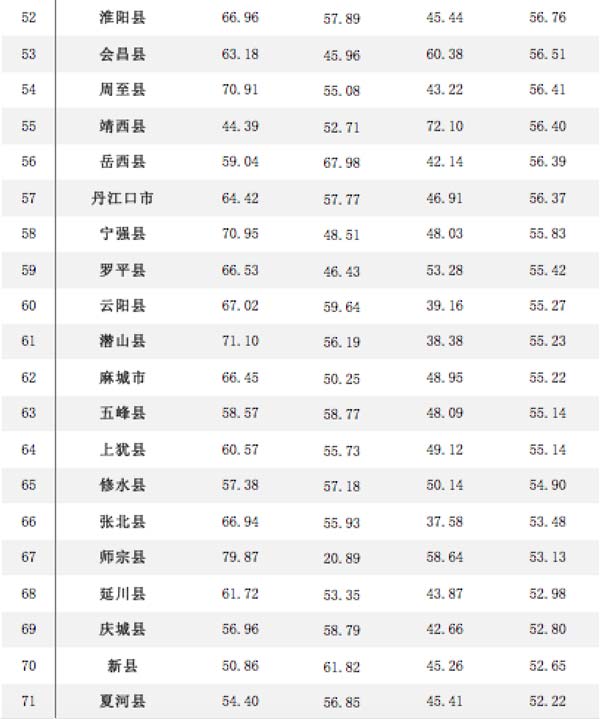 52 淮阳县 66.96 57.89 45.44 56.76
53 会昌县 63.18 45.96 60.38 56.51
54 周至县 70.91 55.08 43.22 56.41
55 靖西县 44.39 52.71 72.10 56.40
56 岳西县 59.04 67.98 42.14 56.39
57 丹江口市 64.42 57.77 46.91 56.37
58 宁强县 70.95 48.51 48.03 55.83
59 罗平县 66.53 46.43 53.28 55.42
60 云阳县 67.02 59.64 39.16 55.27
61 潜山县 71.10 56.19 38.38 55.23
62 麻城市 66.45 50.25 48.95 55.22
63 五峰县 58.57 58.77 48.09 55.14
64 上犹县 60.57 55.73 49.12 55.14
65 修水县 57.38 57.18 50.14 54.90
66 张北县 66.94 55.93 37.58 53.48
67 师宗县 79.87 20.89 58.64 53.13
68 延川县 61.72 53.35 43.87 52.98
69 庆城县 56.96 58.79 42.66 52.80
70 新县 50.86 61.82 45.26 52.65
71 夏河县 54.40 56.85 45.41 52.22